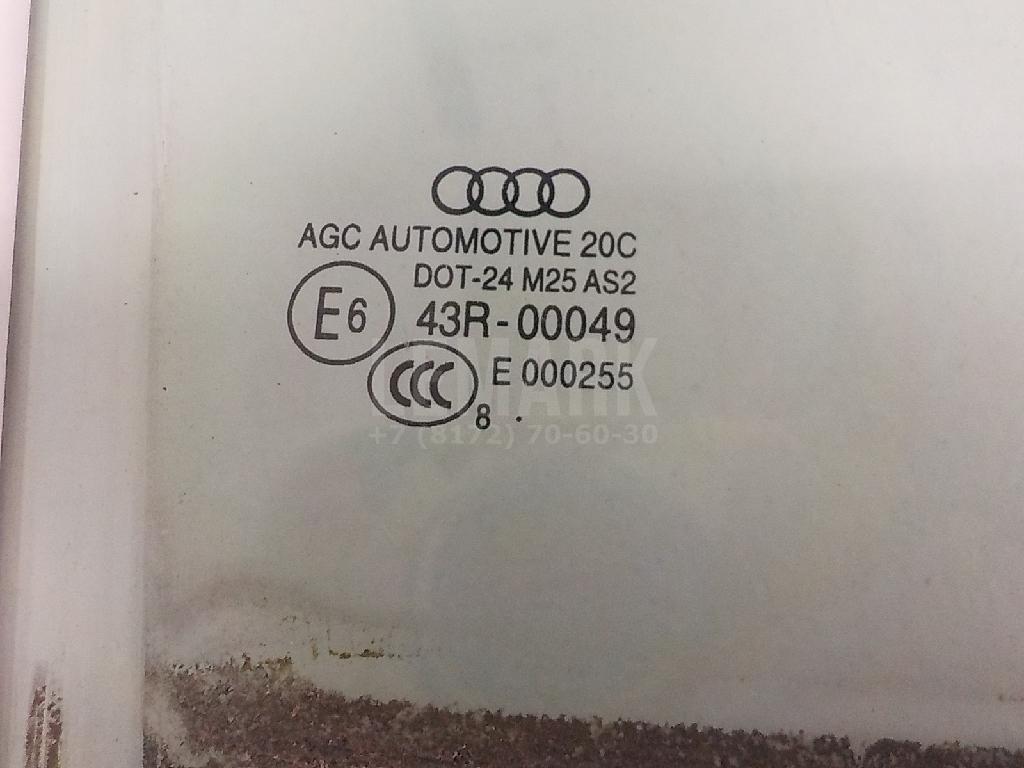 AGC AUTOMOTIVE 20C
DOT-24 M25 AS2
E6 43R-00049
CCC E 000255
8 .
+7 (8172) 70-60-30